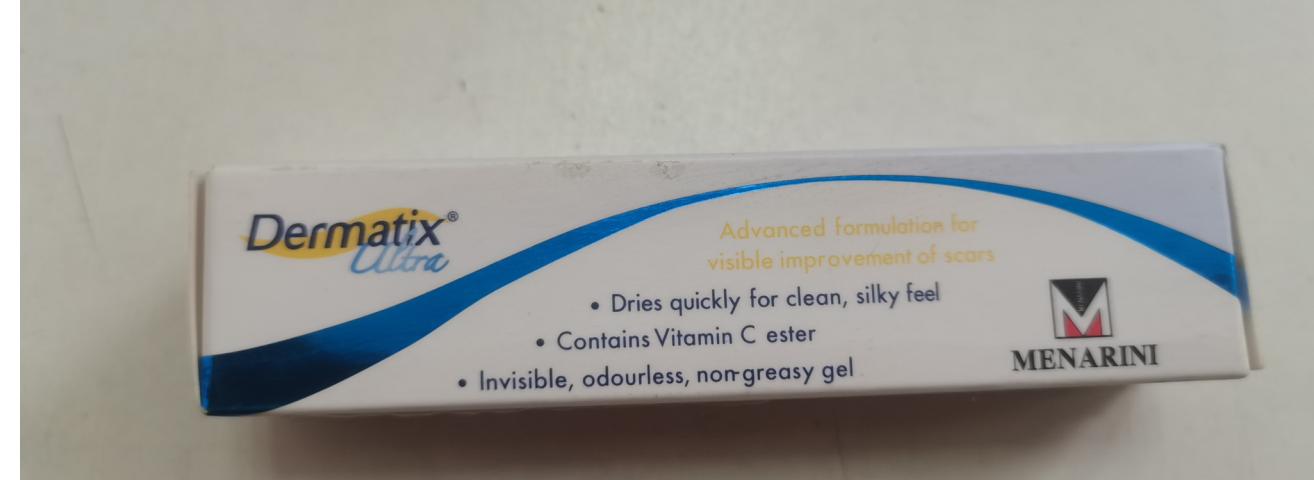 Dermatix®
Ultra
Advanced formulation for
visible improvement of scars
• Dries quickly for clean, silky feel
• Contains Vitamin C ester
• Invisible, odourless, non-greasy gel
MENARINI